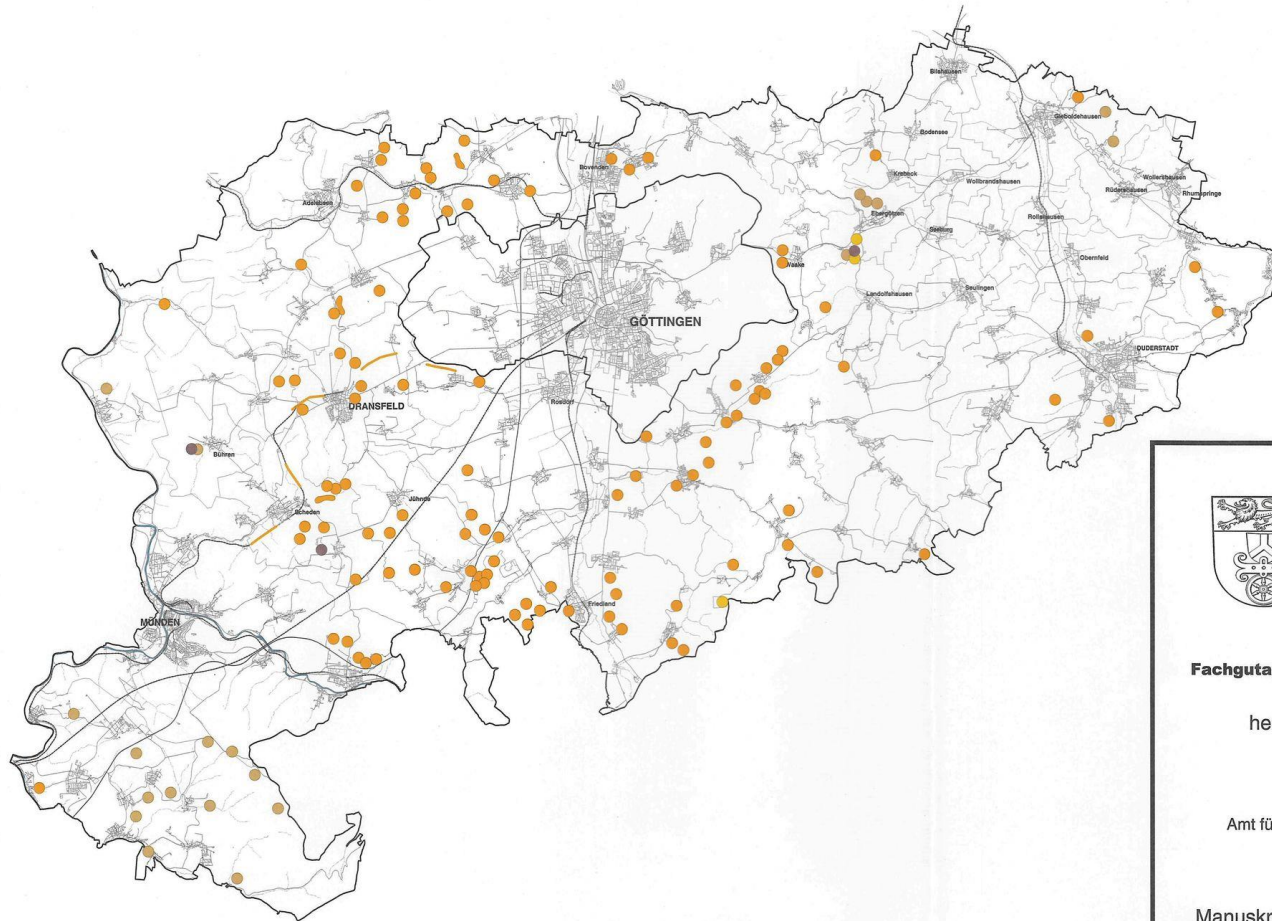 Bilshausen
Gieboldehausen
Bodensee
Bovenden
Krebeck
Wollbrandshausen
Wollershausen
Rüdershausen
Rhumspringe
Adelebsen
Ebergötzen
Rollshausen
Seeburg
Waake
Obernfeld
Landolfshausen
Seulingen
GÖTTINGEN
DUDERSTADT
Rosdorf
DRANSFELD
Bühren
Jühnde
Scheden
Friedland
MÜNDEN
Fachguta
he
Amt fü
Manuskr